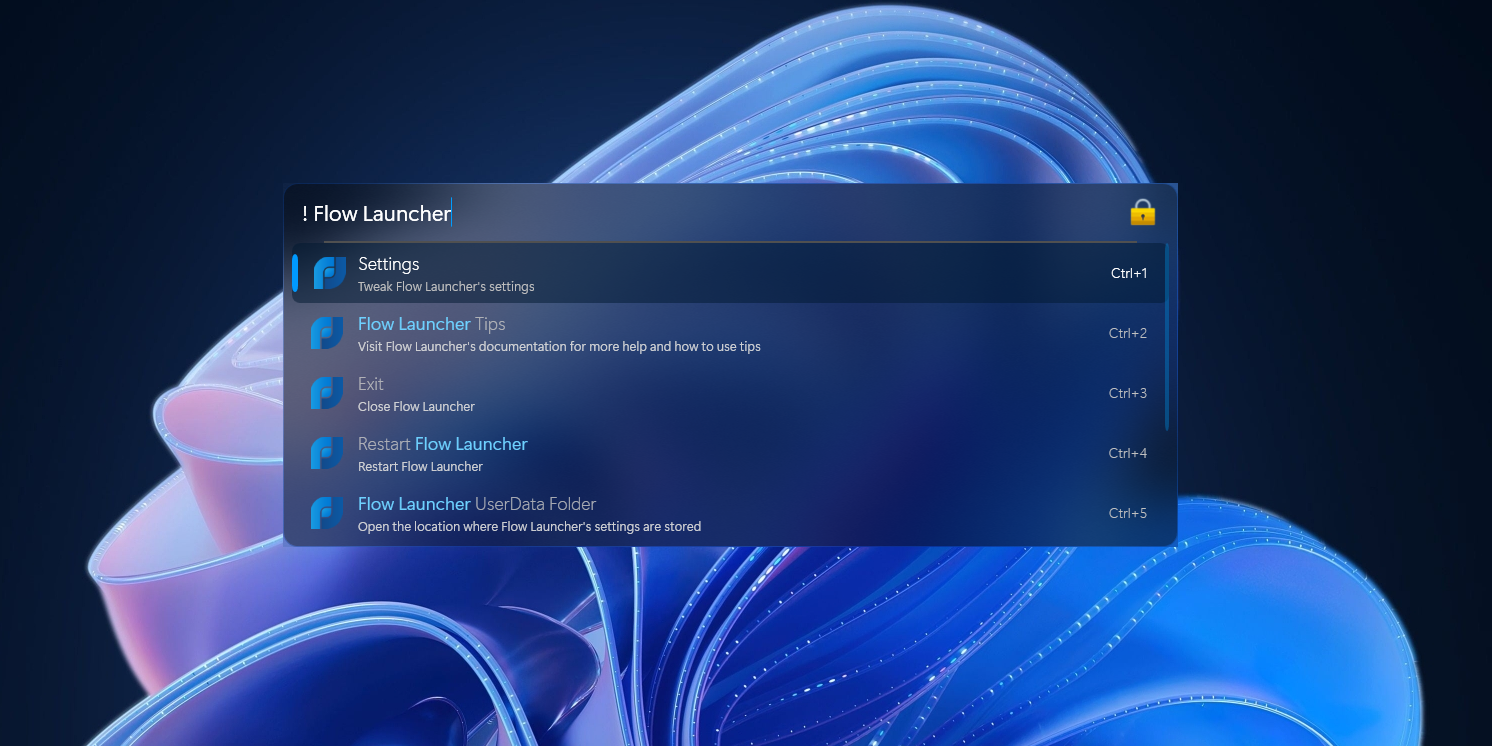 ! Flow Launcher
Settings
Tweak Flow Launcher's settings
Ctrl+1
Flow Launcher Tips
Visit Flow Launcher's documentation for more help and how to use tips
Ctrl+2
Exit
Close Flow Launcher
Ctrl+3
Restart Flow Launcher
Restart Flow Launcher
Ctrl+4
Flow Launcher UserData Folder
Open the location where Flow Launcher's settings are stored
Ctrl+5